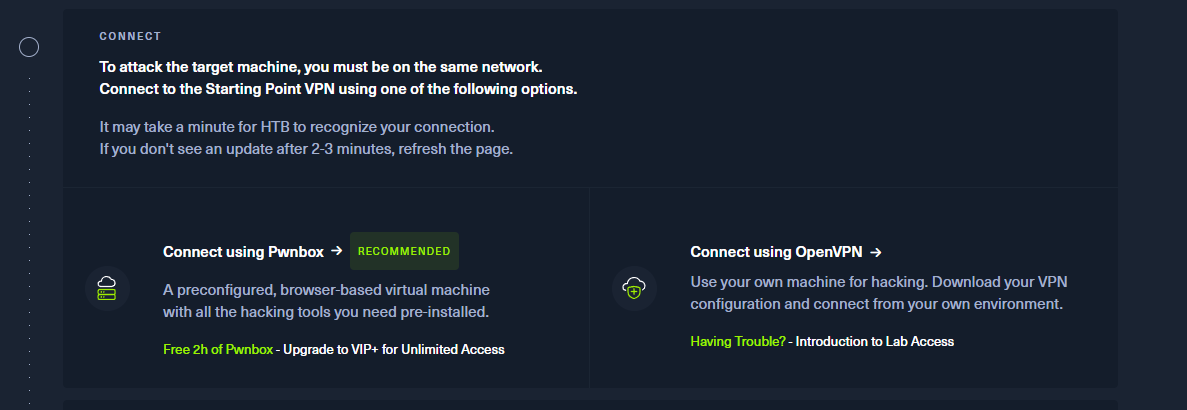 CONNECT
To attack the target machine, you must be on the same network.
Connect to the Starting Point VPN using one of the following options.
It may take a minute for HTB to recognize your connection.
If you don't see an update after 2-3 minutes, refresh the page.
Connect using Pwnbox → RECOMMENDED
A preconfigured, browser-based virtual machine
with all the hacking tools you need pre-installed.
Free 2h of Pwnbox - Upgrade to VIP+ for Unlimited Access
Connect using OpenVPN →
Use your own machine for hacking. Download your VPN
configuration and connect from your own environment.
Having Trouble? - Introduction to Lab Access